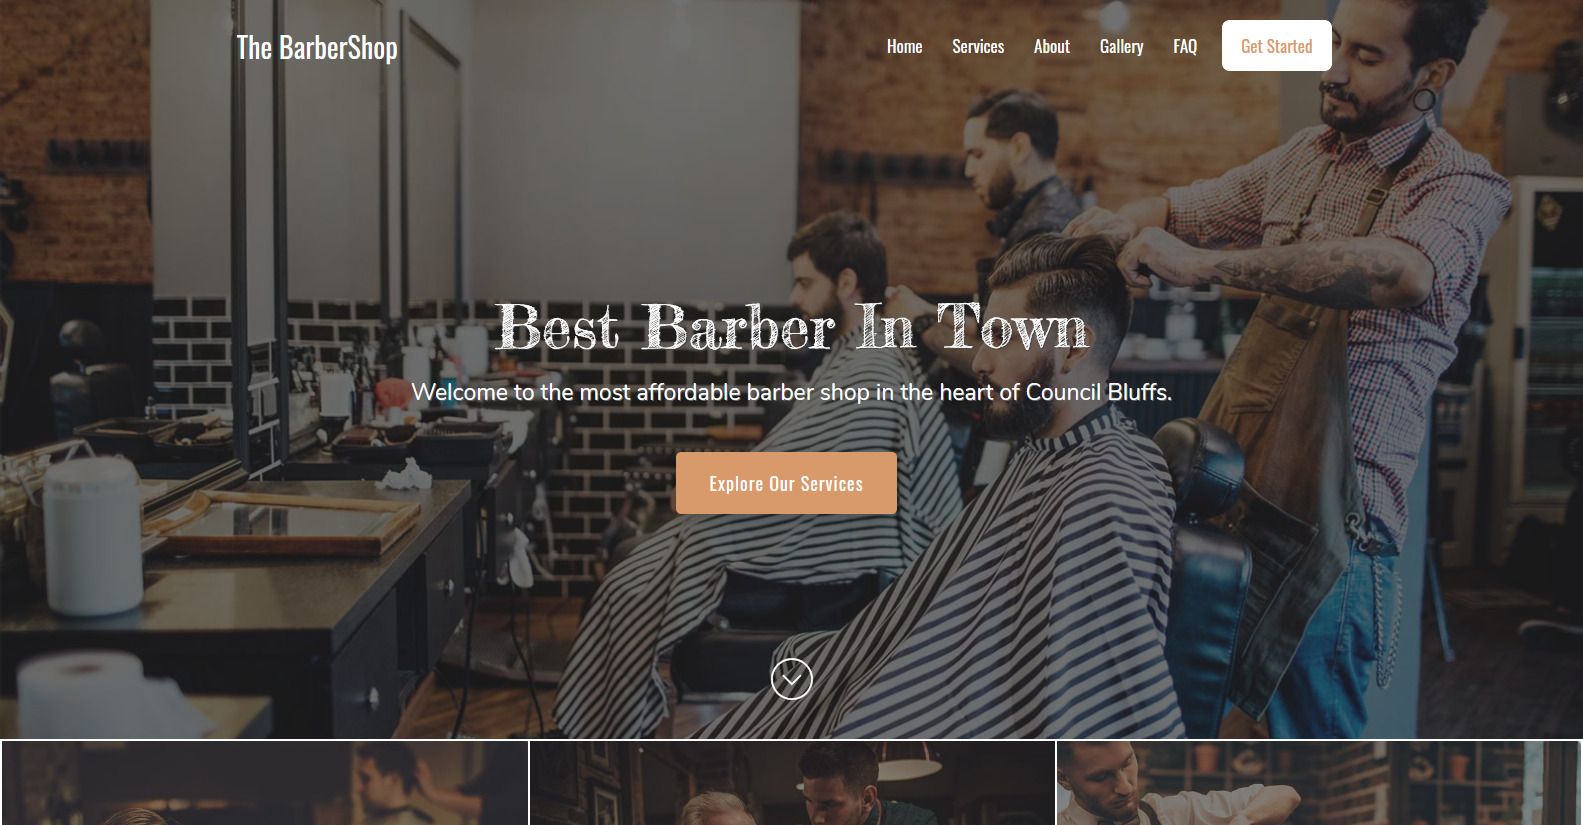 The BarberShop
Home Services About Gallery FAQ Get Started
Best Barber In Town
Welcome to the most affordable barber shop in the heart of Council Bluffs.
Explore Our Services